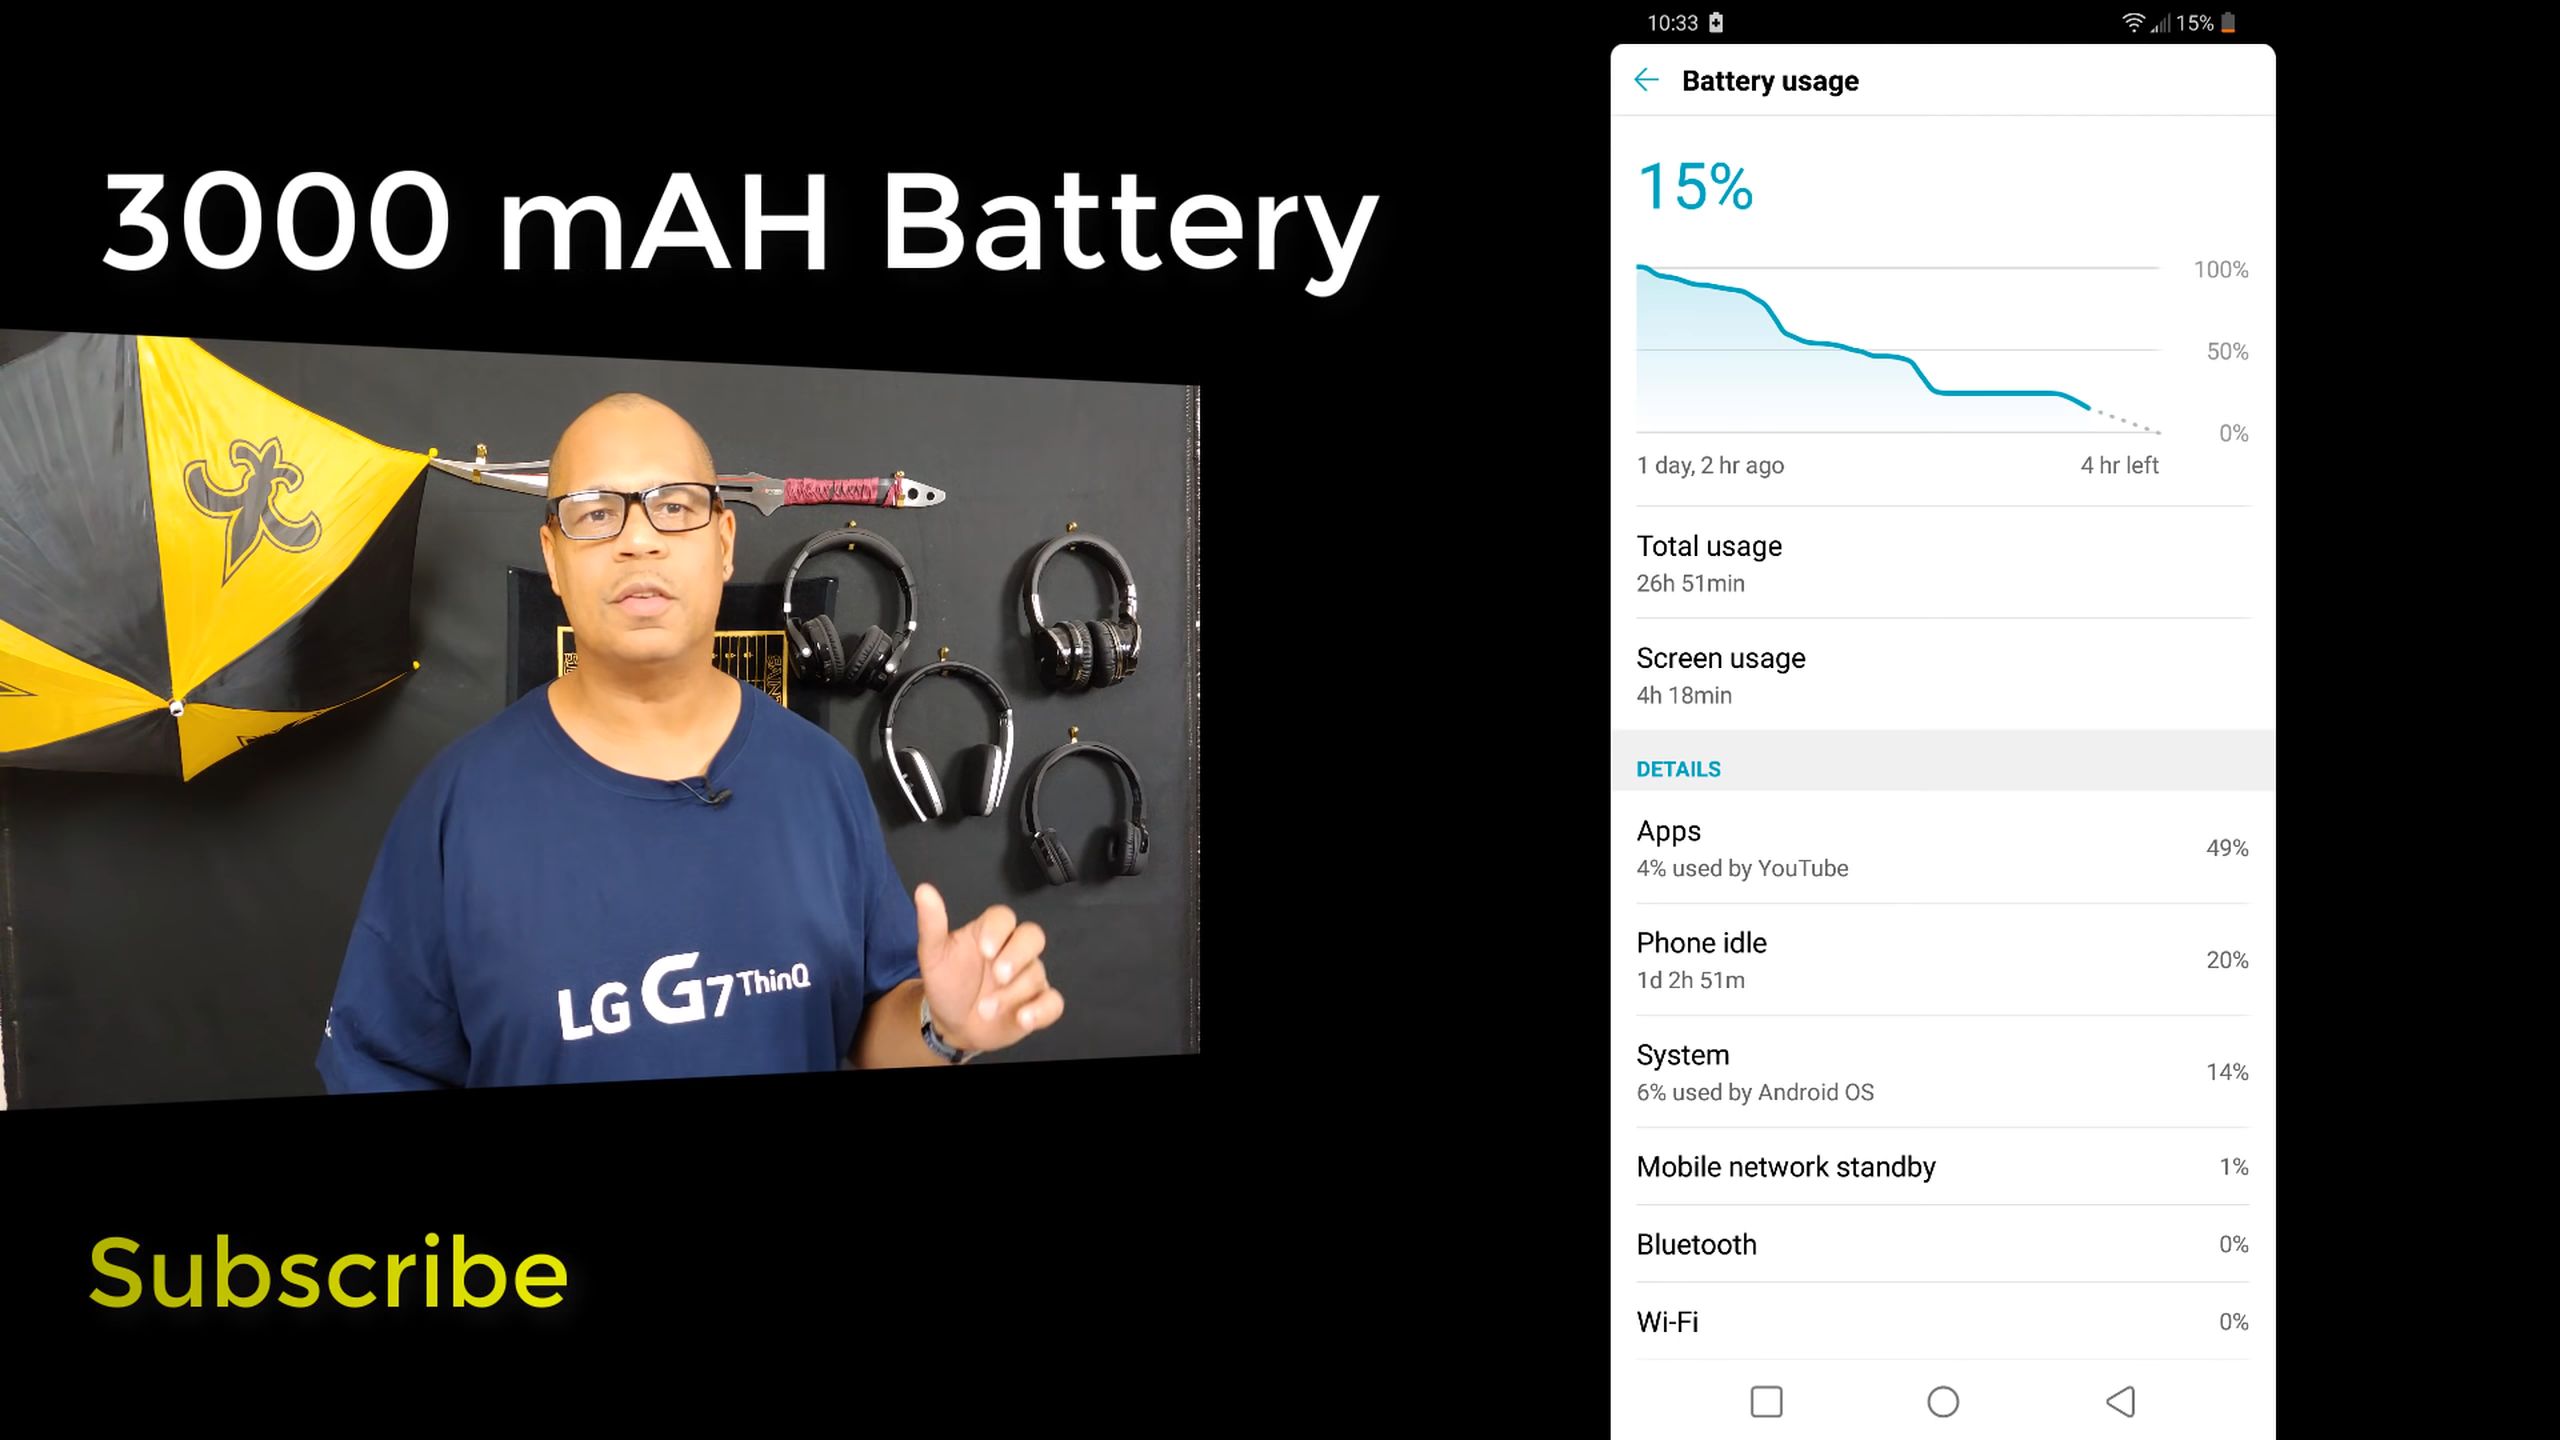 3000 mAH Battery
LG G7 ThinQ
Subscribe
10:33
15%
Battery usage
15%
100%
50%
0%
1 day, 2 hr ago
4 hr left
Total usage
26h 51min
Screen usage
4h 18min
DETAILS
Apps
49%
4% used by YouTube
Phone idle
20%
1d 2h 51m
System
14%
6% used by Android OS
Mobile network standby
1%
Bluetooth
0%
Wi-Fi
0%